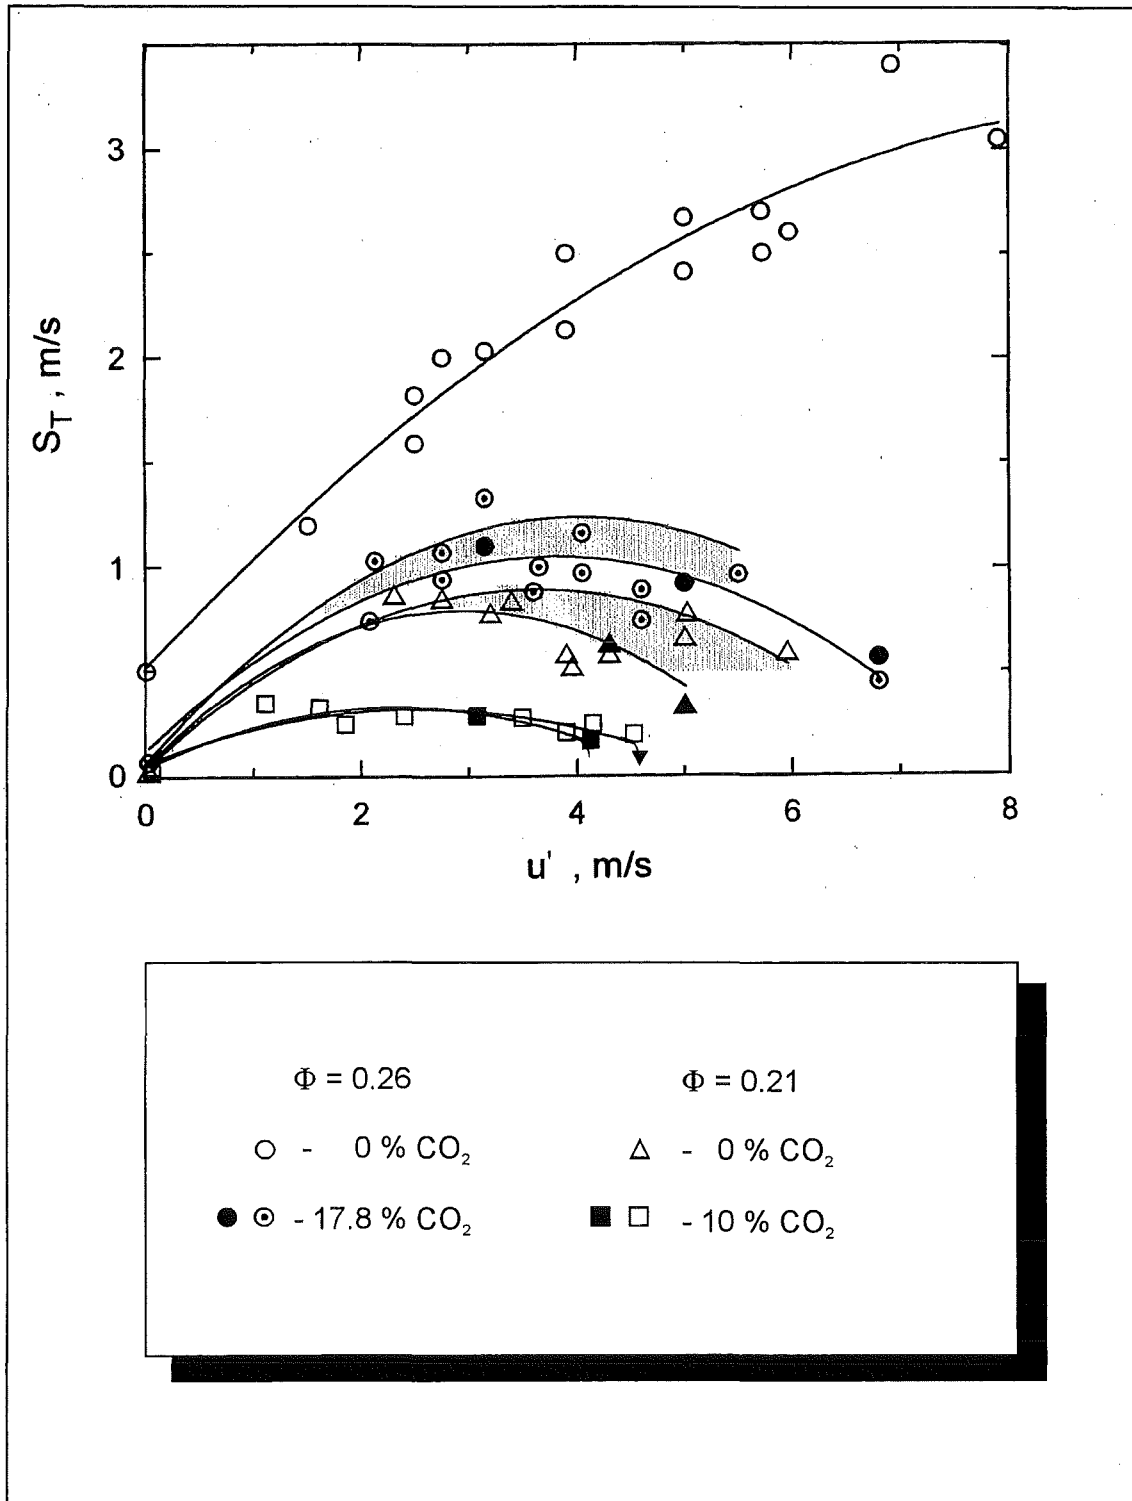 3
2
1
0
S_T , m/s
0 2 4 6 8
u' , m/s
Φ = 0.26 Φ = 0.21
- 0 % CO₂ - 0 % CO₂
- 17.8 % CO₂ - 10 % CO₂